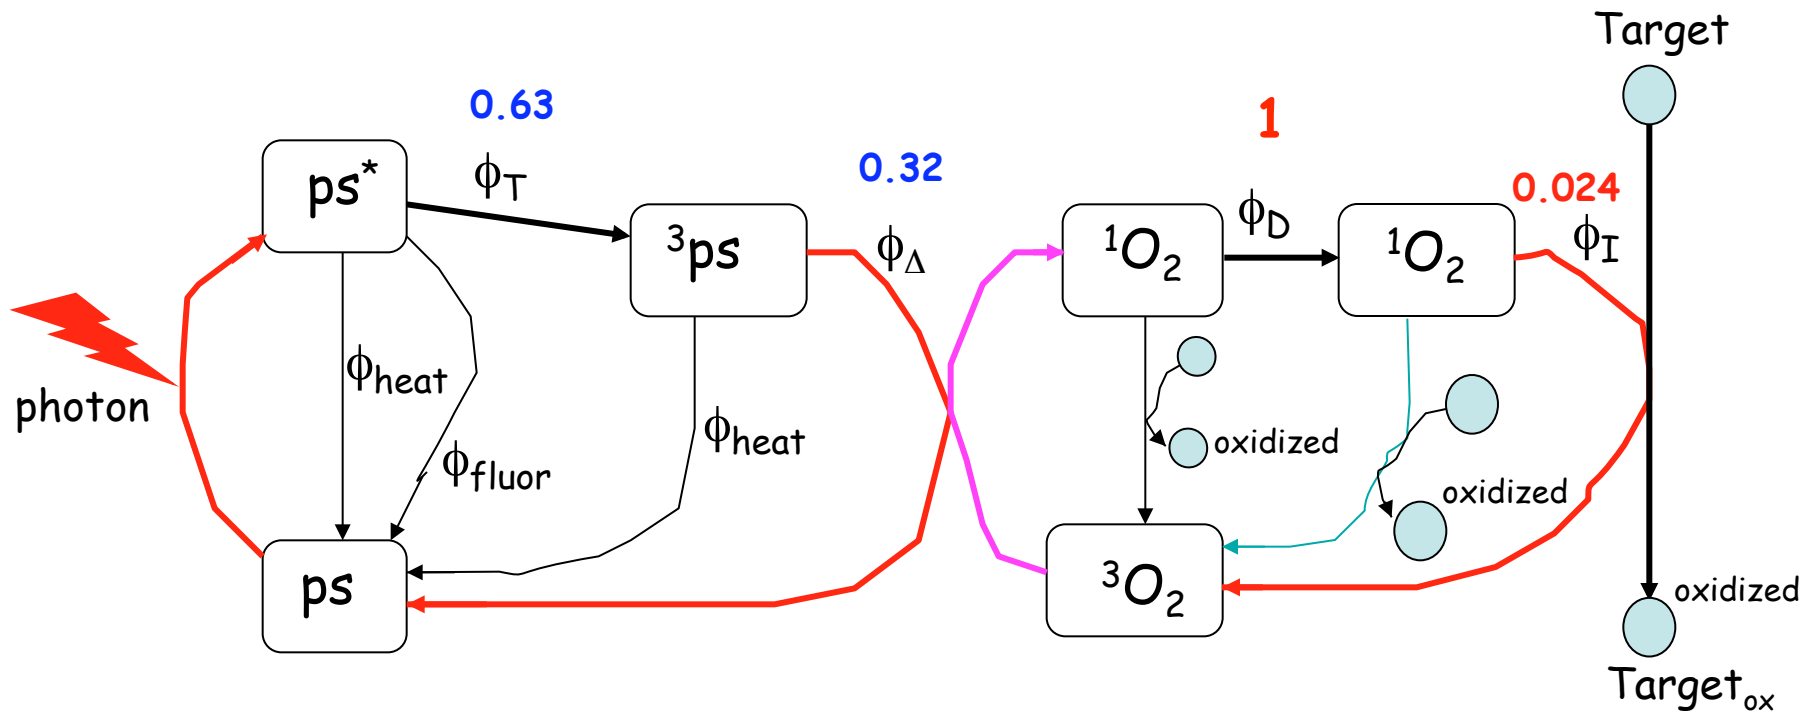 Target
0.63
1
0.32
0.024
ps*
ϕT
³ps
ϕΔ
¹O₂
ϕD
¹O₂
ϕI
photon
ϕheat
ϕfluor
ϕheat
oxidized
oxidized
ps
³O₂
oxidized
Targetox